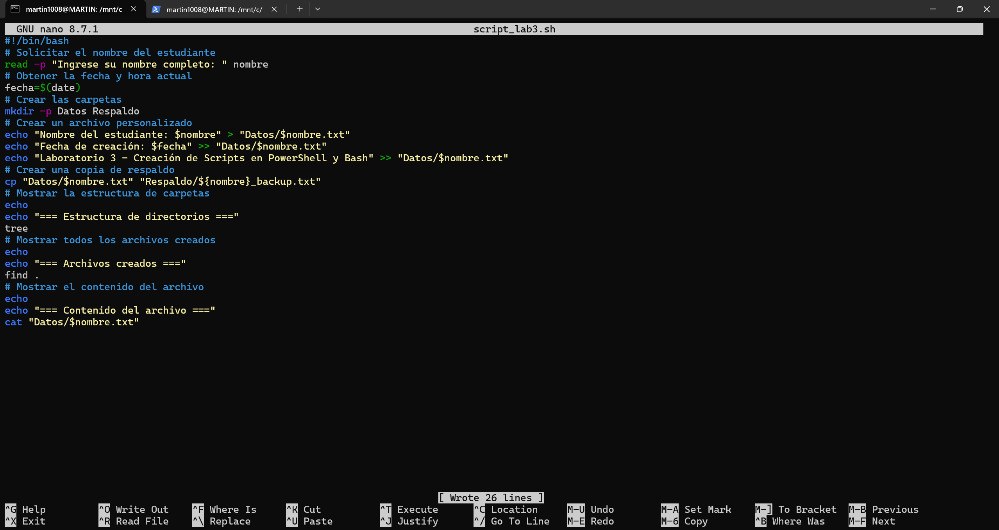 martin1008@MARTIN: /mnt/c
martin1008@MARTIN: /mnt/c/
GNU nano 8.7.1 script_lab3.sh
#!/bin/bash
# Solicitar el nombre del estudiante
read -p "Ingrese su nombre completo: " nombre
# Obtener la fecha y hora actual
fecha=$(date)
# Crear las carpetas
mkdir -p Datos Respaldo
# Crear un archivo personalizado
echo "Nombre del estudiante: $nombre" > "Datos/$nombre.txt"
echo "Fecha de creación: $fecha" >> "Datos/$nombre.txt"
echo "Laboratorio 3 - Creación de Scripts en PowerShell y Bash" >> "Datos/$nombre.txt"
# Crear una copia de respaldo
cp "Datos/$nombre.txt" "Respaldo/${nombre}_backup.txt"
# Mostrar la estructura de carpetas
echo
echo "=== Estructura de directorios ==="
tree
# Mostrar todos los archivos creados
echo
echo "=== Archivos creados ==="
find .
# Mostrar el contenido del archivo
echo
echo "=== Contenido del archivo ==="
cat "Datos/$nombre.txt"
[ Wrote 26 lines ]
^G Help ^O Write Out ^F Where Is ^K Cut ^T Execute ^C Location M-U Undo M-A Set Mark M-] To Bracket M-B Previous
^X Exit ^R Read File ^\ Replace ^U Paste ^J Justify ^/ Go To Line M-E Redo M-6 Copy ^B Where Was M-F Next